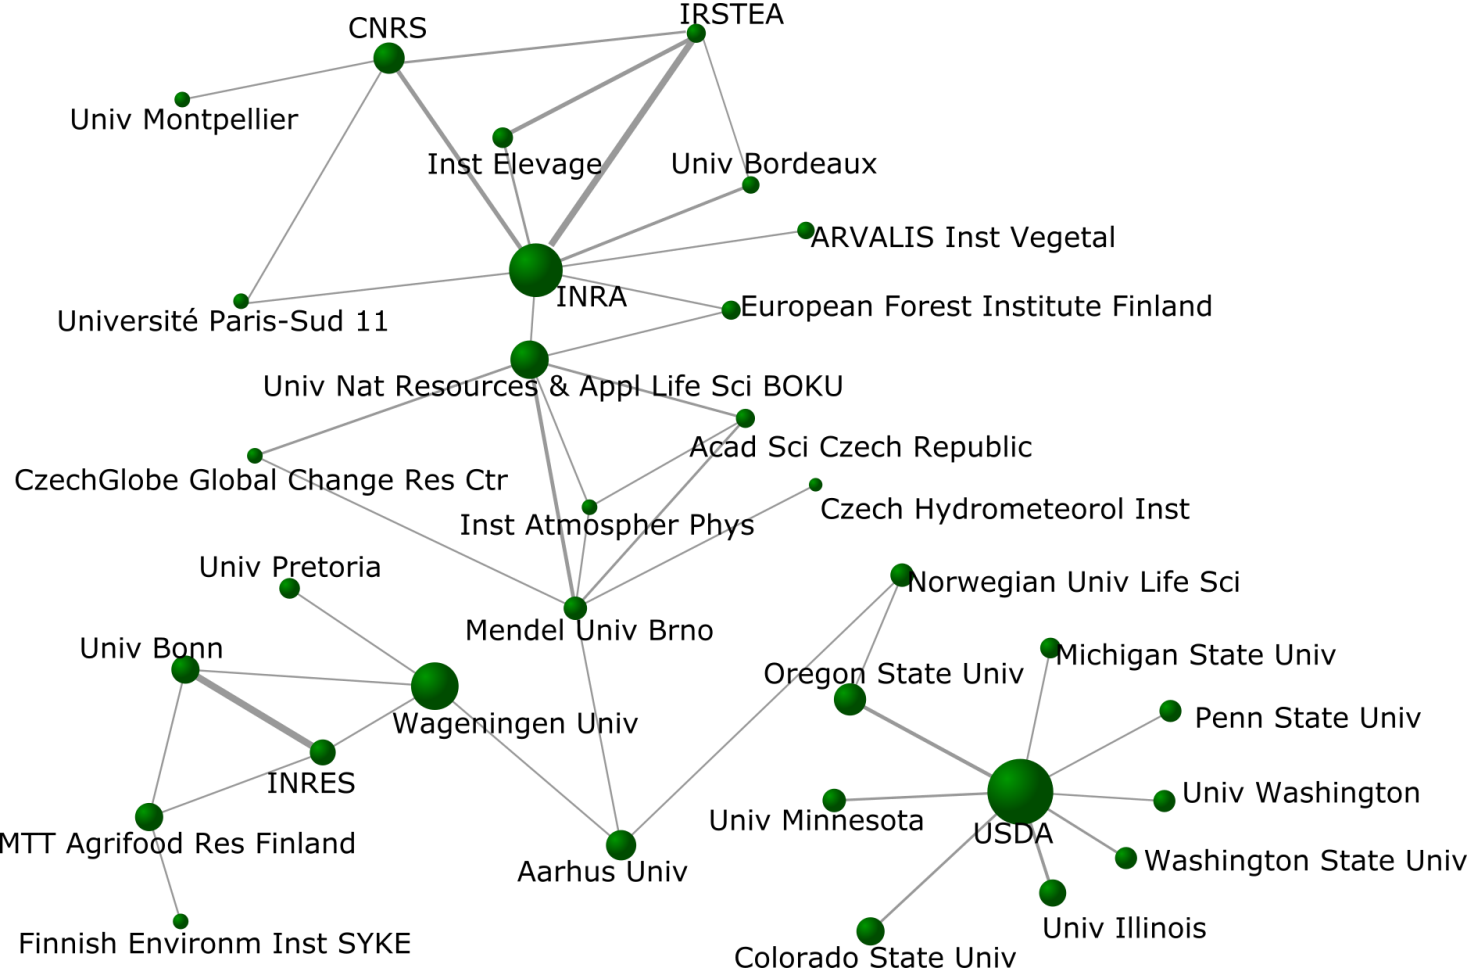 IRSTEA
CNRS
Univ Montpellier
Inst Elevage
Univ Bordeaux
ARVALIS Inst Vegetal
INRA
European Forest Institute Finland
Université Paris-Sud 11
Univ Nat Resources & Appl Life Sci BOKU
Acad Sci Czech Republic
CzechGlobe Global Change Res Ctr
Czech Hydrometeorol Inst
Inst Atmospher Phys
Univ Pretoria
Norwegian Univ Life Sci
Mendel Univ Brno
Univ Bonn
Michigan State Univ
Oregon State Univ
Penn State Univ
Wageningen Univ
INRES
Univ Washington
Univ Minnesota
USDA
MTT Agrifood Res Finland
Washington State Univ
Aarhus Univ
Univ Illinois
Finnish Environm Inst SYKE
Colorado State Univ